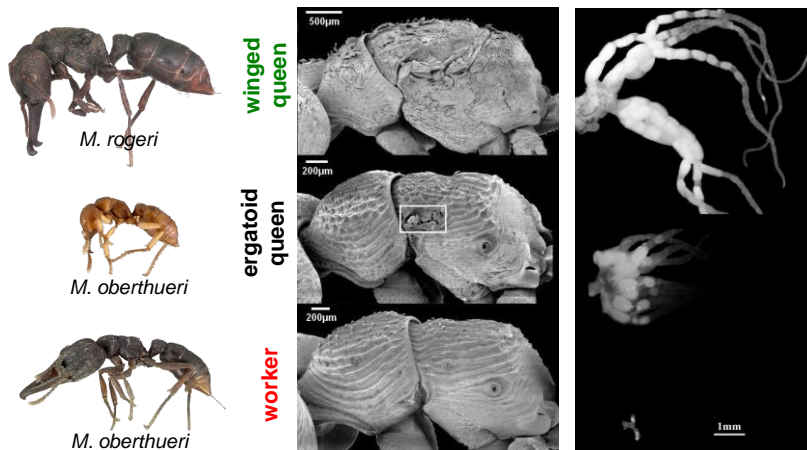 M. rogeri
winged
queen
500µm
M. oberthueri
ergatoid
queen
200µm
M. oberthueri
worker
200µm
1mm